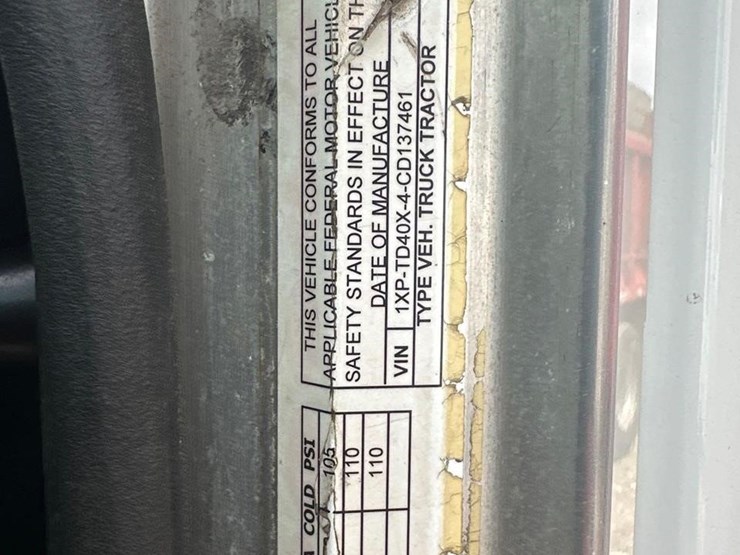 THIS VEHICLE CONFORMS TO ALL
APPLICABLE FEDERAL MOTOR VEHICL
SAFETY STANDARDS IN EFFECT ON TH
DATE OF MANUFACTURE
VIN 1XP-TD40X-4-CD137461
TYPE VEH. TRUCK TRACTOR
COLD PSI
105
110
110